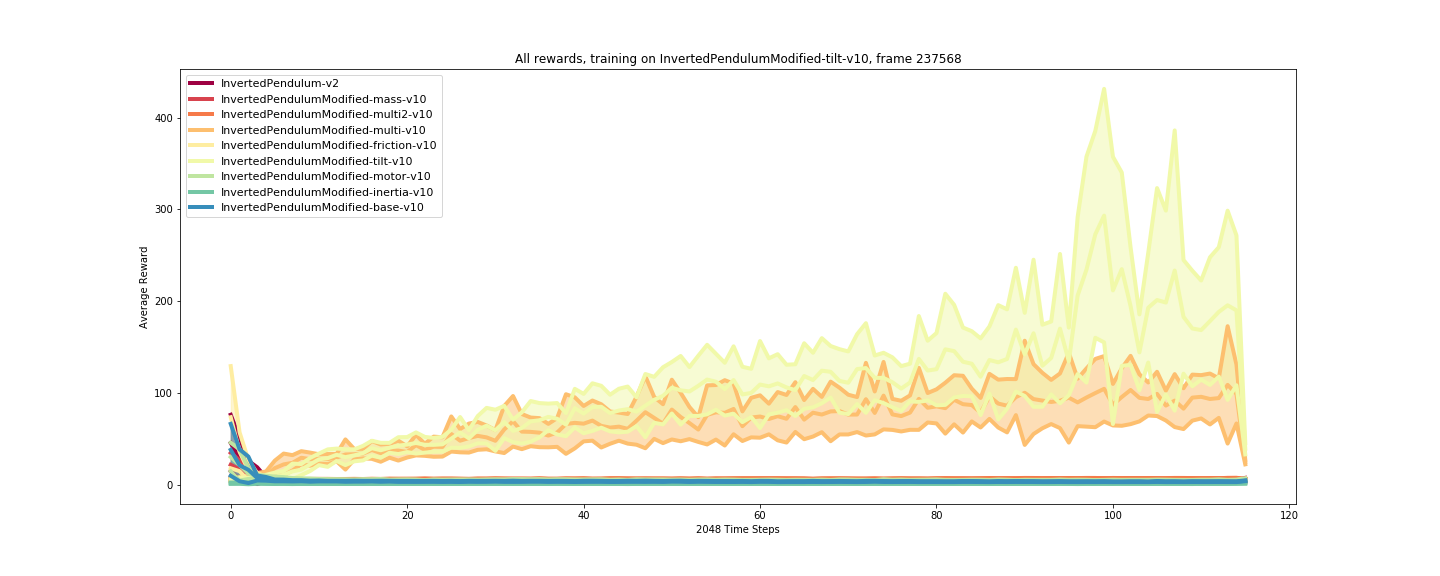 All rewards, training on InvertedPendulumModified-tilt-v10, frame 237568
InvertedPendulum-v2
InvertedPendulumModified-mass-v10
InvertedPendulumModified-multi2-v10
InvertedPendulumModified-multi-v10
InvertedPendulumModified-friction-v10
InvertedPendulumModified-tilt-v10
InvertedPendulumModified-motor-v10
InvertedPendulumModified-inertia-v10
InvertedPendulumModified-base-v10
Average Reward
400
300
200
100
0
0 20 40 60 80 100 120
2048 Time Steps